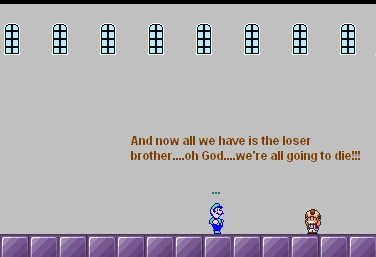 And now all we have is the loser
brother....oh God....we're all going to die!!!
...